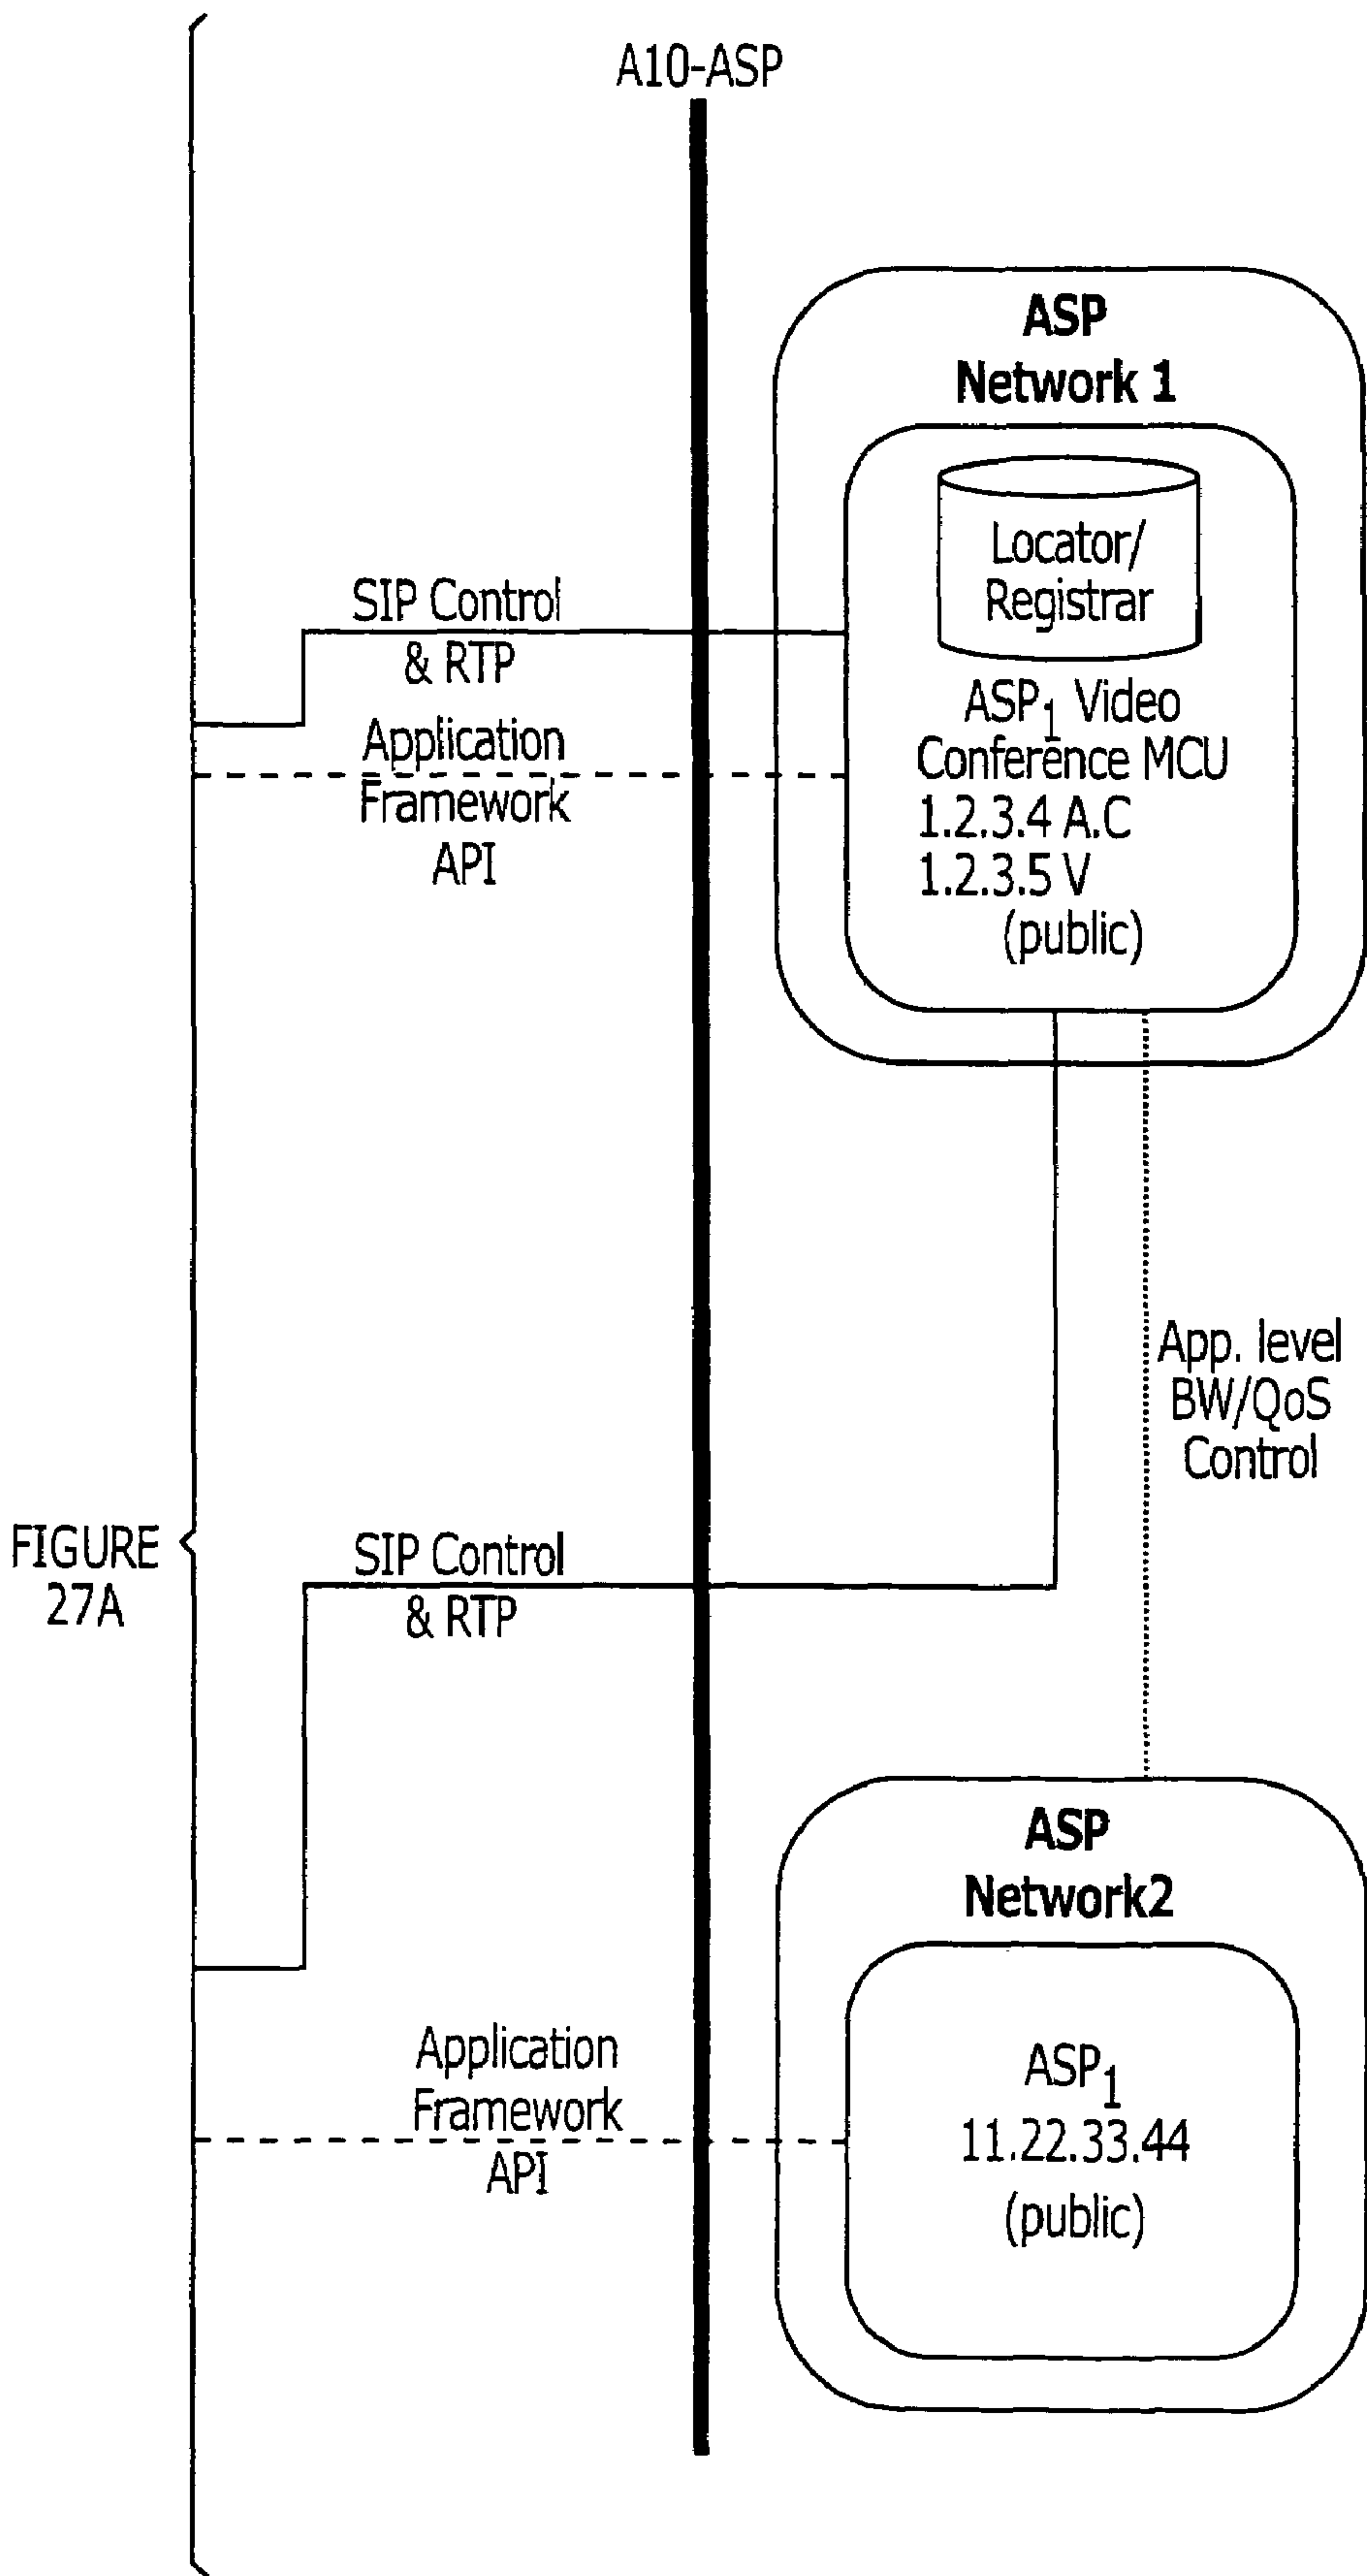 A10-ASP
ASP
Network 1
Locator/
Registrar
SIP Control
& RTP
ASP1 Video
Conference MCU
1.2.3.4 A.C
1.2.3.5 V
(public)
Application
Framework
API
App. level
BW/QoS
Control
FIGURE
27A
SIP Control
& RTP
ASP
Network2
Application
Framework
API
ASP1
11.22.33.44
(public)